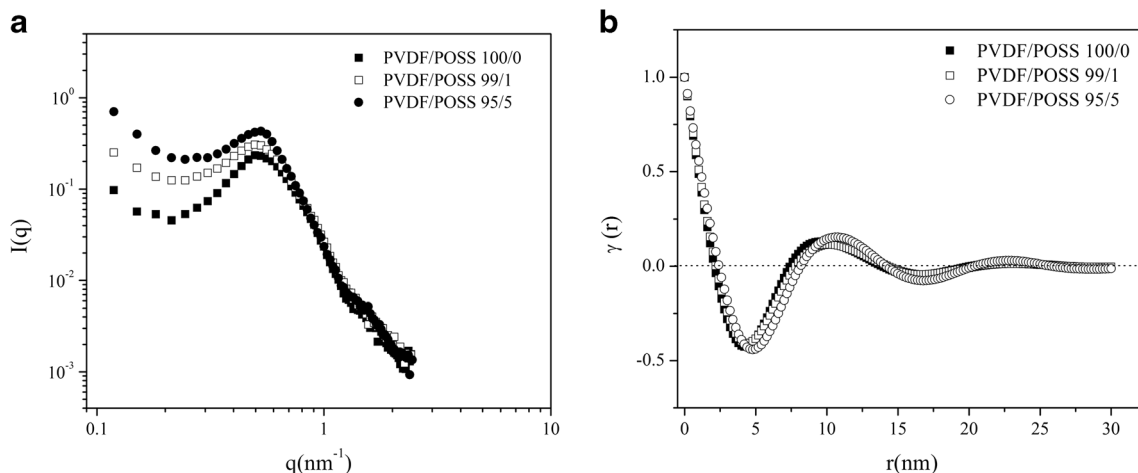 a
PVDF/POSS 100/0
PVDF/POSS 99/1
PVDF/POSS 95/5
10^0
10^-1
10^-2
10^-3
I(q)
0.1
1
10
q(nm^-1)
b
PVDF/POSS 100/0
PVDF/POSS 99/1
PVDF/POSS 95/5
1.0
0.5
0.0
-0.5
γ (r)
0
5
10
15
20
25
30
r(nm)